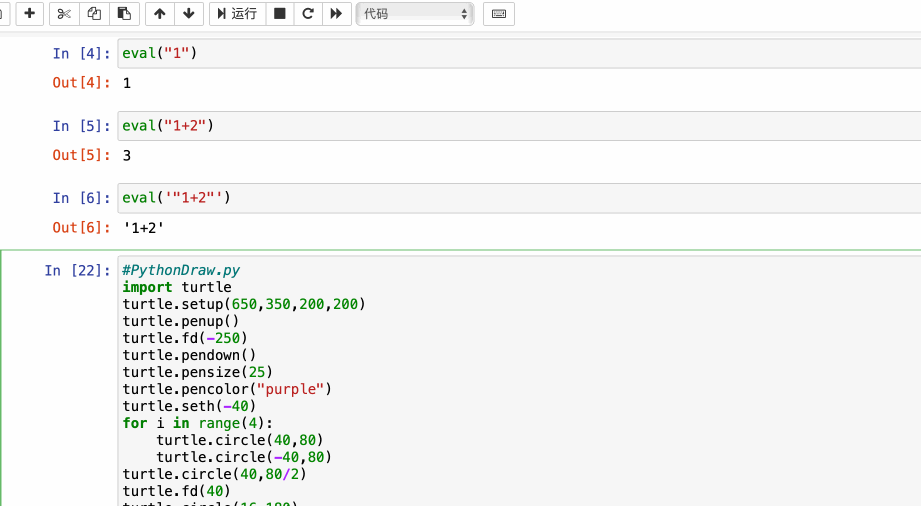 运行 代码
In [4]: eval("1")
Out[4]: 1
In [5]: eval("1+2")
Out[5]: 3
In [6]: eval('"1+2"')
Out[6]: '1+2'
In [22]: #PythonDraw.py
import turtle
turtle.setup(650,350,200,200)
turtle.penup()
turtle.fd(-250)
turtle.pendown()
turtle.pensize(25)
turtle.pencolor("purple")
turtle.seth(-40)
for i in range(4):
    turtle.circle(40,80)
    turtle.circle(-40,80)
turtle.circle(40,80/2)
turtle.fd(40)
turtle.circle(16,180)